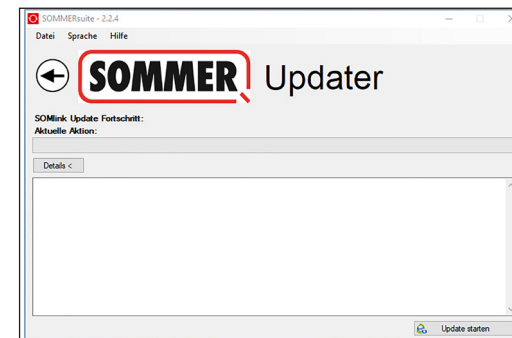 SOMMERsuite - 2.2.4
Datei Sprache Hilfe
SOMMER Updater
SOMlink Update Fortschritt:
Aktuelle Aktion:
Details <
Update starten